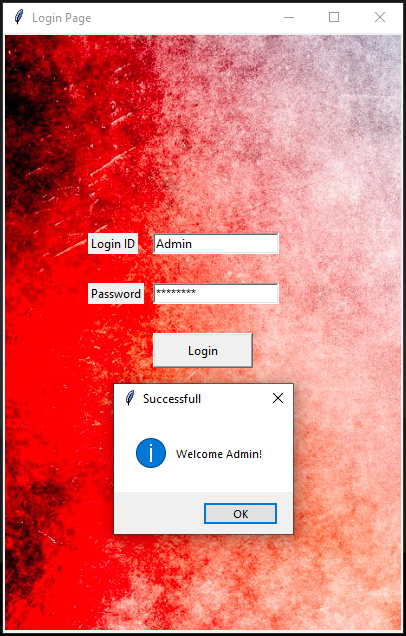 Login Page
Login ID
Admin
Password
********
Login
Successfull
i
Welcome Admin!
OK